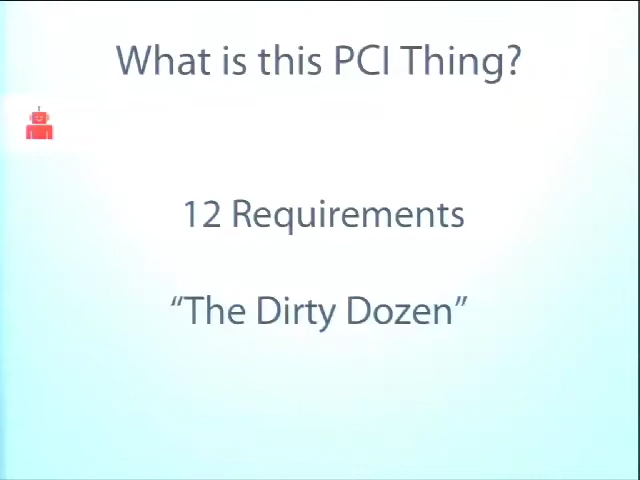 What is this PCI Thing?
12 Requirements
“The Dirty Dozen”